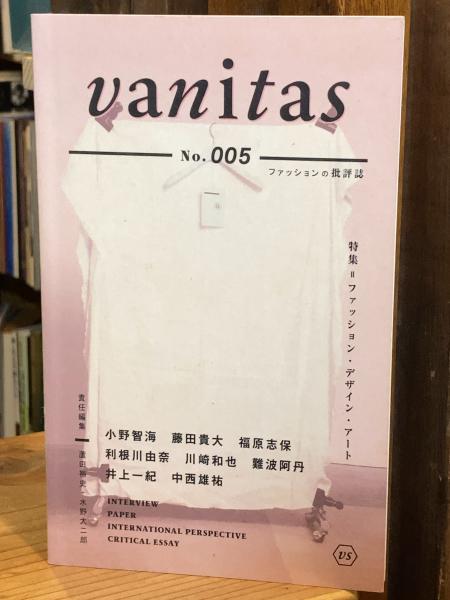 vanitas
No. 005
ファッションの批評誌
特集＝ファッション・デザイン・アート
小野智海 藤田貴大 福原志保
利根川由奈 川崎和也 難波阿丹
井上一紀 中西雄祐
責任編集 蘆田裕史 水野大二郎
INTERVIEW
PAPER
INTERNATIONAL PERSPECTIVE
CRITICAL ESSAY
VS